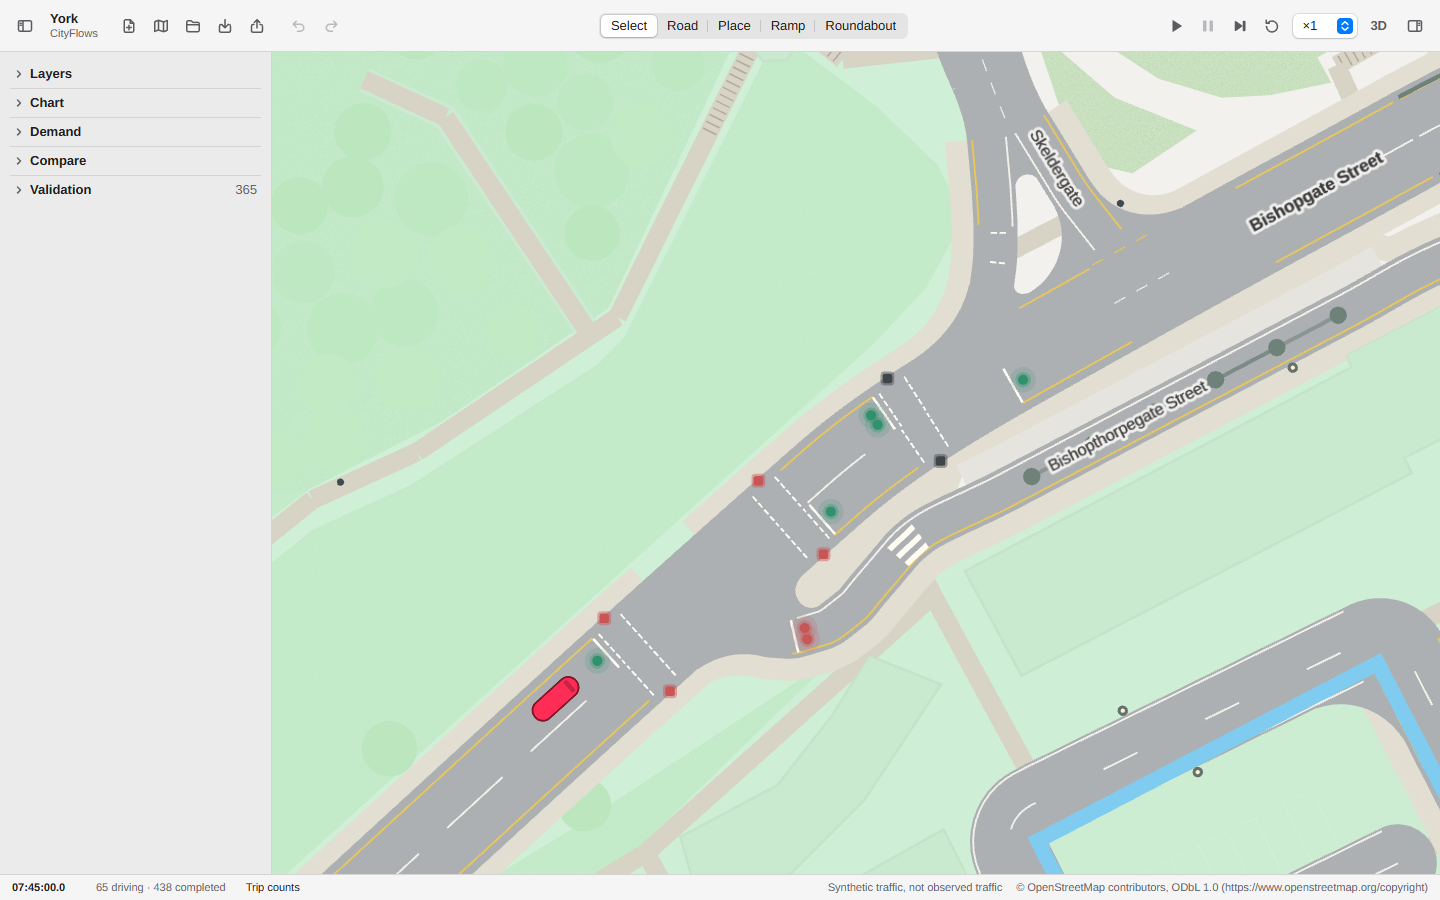 York
CityFlows
Select
Road
Place
Ramp
Roundabout
×1
3D
Layers
Chart
Demand
Compare
Validation
365
Skeldergate
Bishopgate Street
Bishopthorpegate Street
07:45:00.0
65 driving · 438 completed
Trip counts
Synthetic traffic, not observed traffic
© OpenStreetMap contributors, ODbL 1.0 (https://www.openstreetmap.org/copyright)